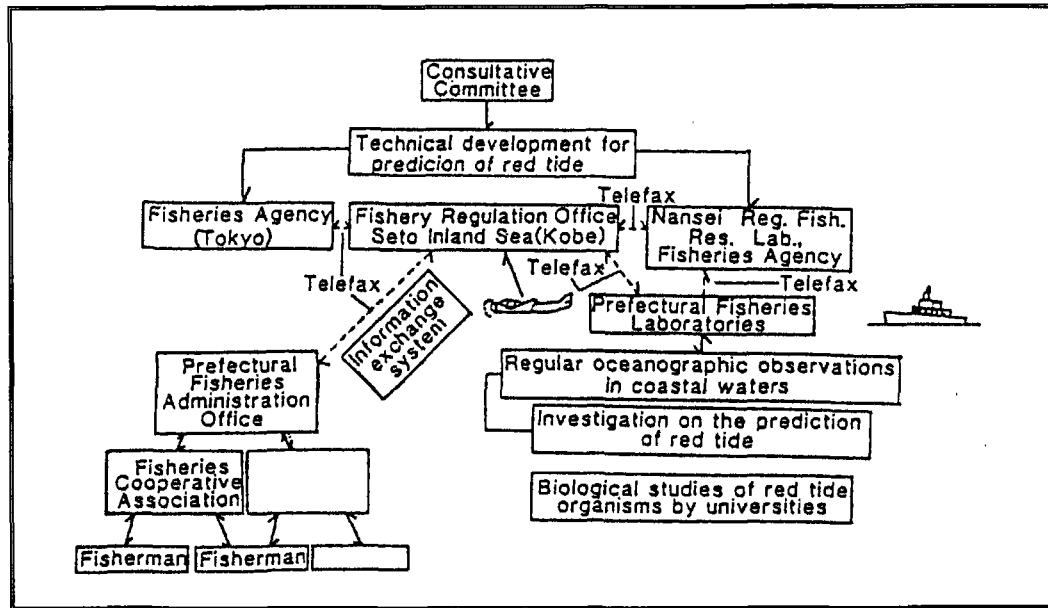 Consultative
Committee
Technical development for
predicion of red tide
Telefax
Fisheries Agency
(Tokyo)
Fishery Regulation Office
Seto Inland Sea(Kobe)
Nansei Reg. Fish.
Res. Lab.,
Fisheries Agency
Telefax
Telefax
Telefax
Information
exchange
system
Prefectural Fisheries
Laboratories
Prefectural
Fisheries
Administration
Office
Regular oceanographic observations
in coastal waters
Investigation on the prediction
of red tide
Fisheries
Cooperative
Association
Biological studies of red tide
organisms by universities
Fisherman
Fisherman